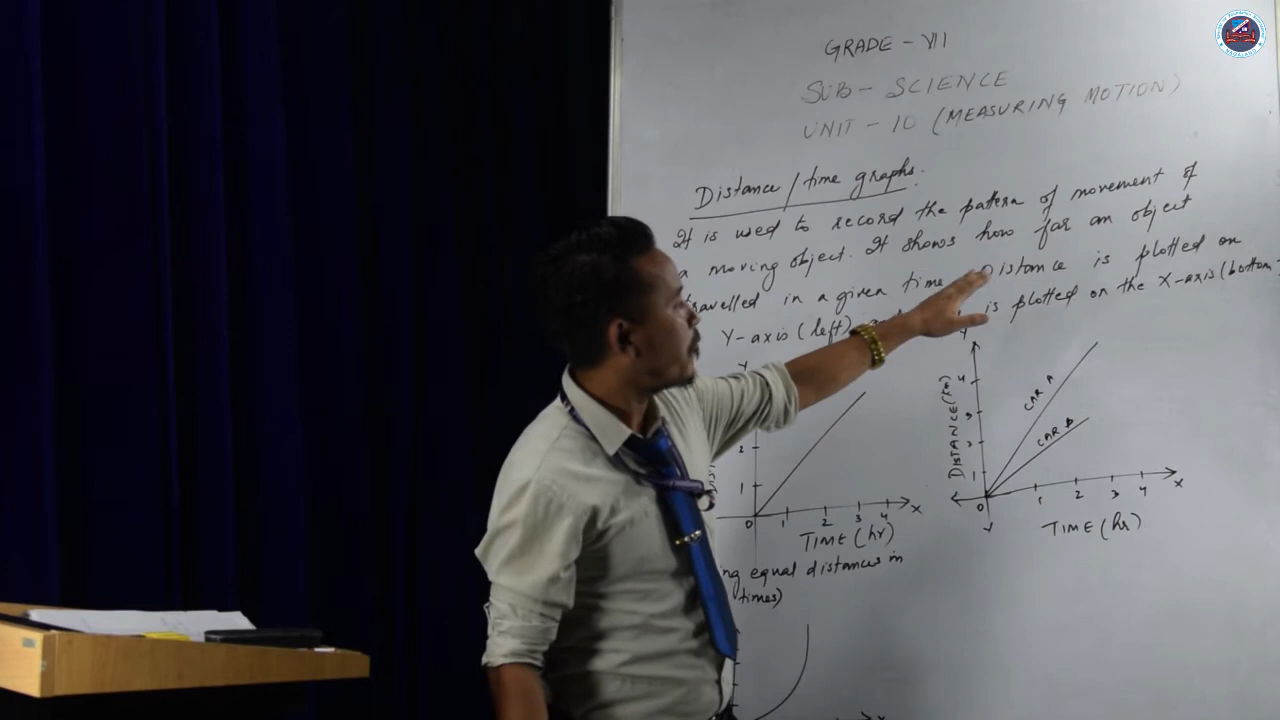 GRADE - VII
SUB - SCIENCE
UNIT - 10 (MEASURING MOTION)
Distance / time graphs.
It is used to record the pattern of movement of
a moving object. It shows how far an object
travelled in a given time. Distance is plotted on
Y-axis (left) is plotted on the X-axis (bottom
Y
2
1
0
1 2 3 4 X
TIME (hr)
equal distances in
times)
Y
DISTANCE (km)
4
3
2
1
0
CAR A
CAR B
1 2 3 4 X
Y
TIME (hr)
X
NAGALAND